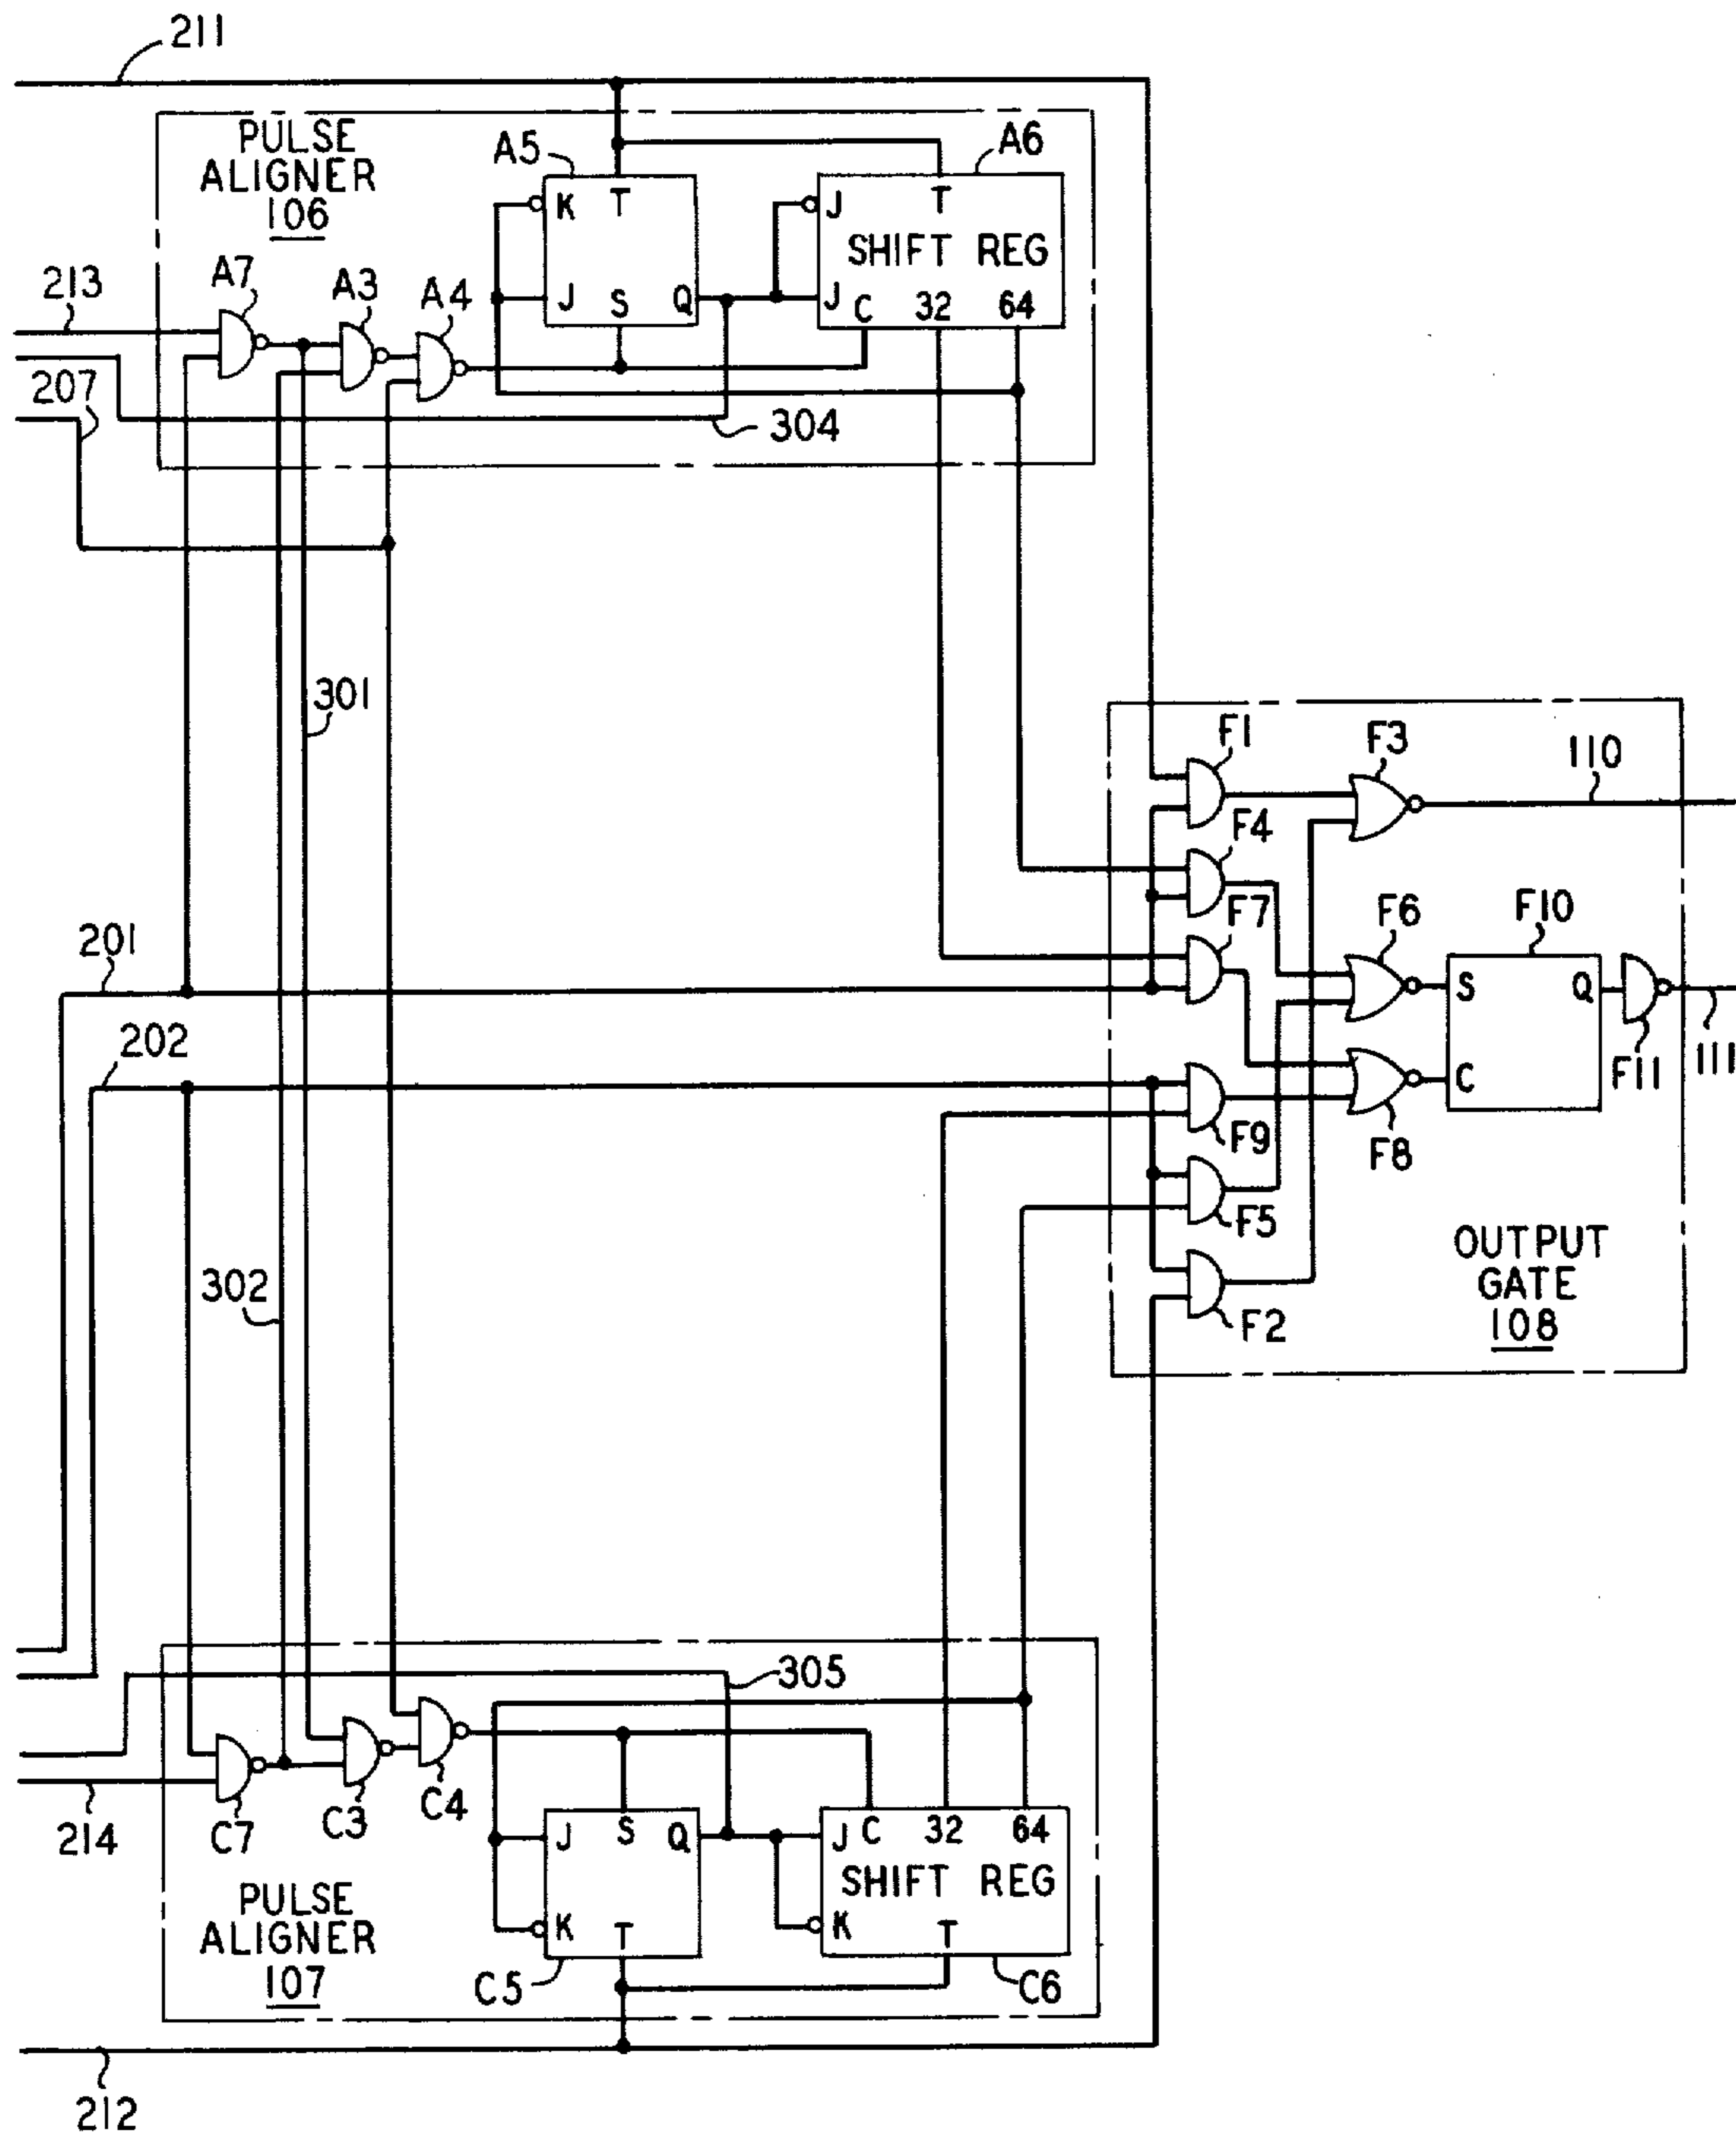 211
PULSE
ALIGNER
106
A5
A6
K T
J S Q
J T
SHIFT REG
J C 32 64
213
A7
A3
A4
207
304
301
F1
F3
110
F4
F7
F6
F10
S Q
C
F11
111
201
202
F9
F8
F5
F2
OUTPUT
GATE
108
302
305
214
C7
C3
C4
J S Q
K T
J C 32 64
SHIFT REG
K T
C5
C6
PULSE
ALIGNER
107
212